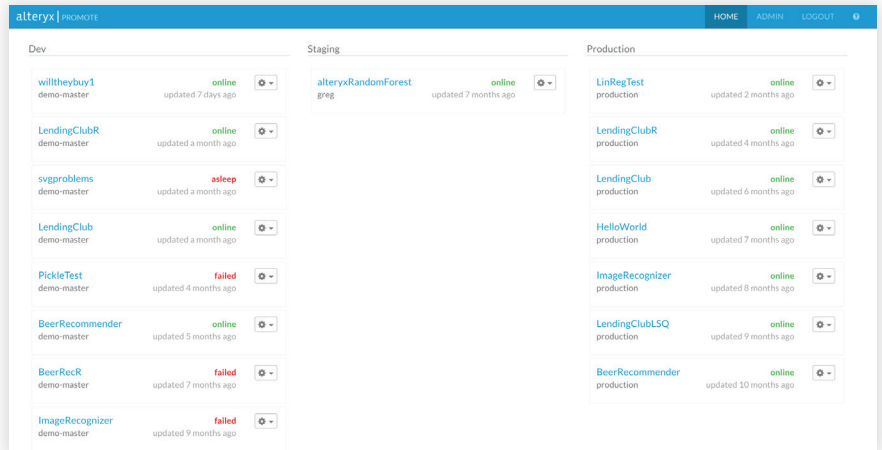 alteryx | PROMOTE HOME ADMIN LOGOUT ?
Dev
willtheybuy1 online
demo-master updated 7 days ago
LendingClubR online
demo-master updated a month ago
svgproblems asleep
demo-master updated a month ago
LendingClub online
demo-master updated a month ago
PickleTest failed
demo-master updated 4 months ago
BeerRecommender online
demo-master updated 5 months ago
BeerRecR failed
demo-master updated 7 months ago
ImageRecognizer failed
demo-master updated 9 months ago
Staging
alteryxRandomForest online
greg updated 7 months ago
Production
LinRegTest online
production updated 2 months ago
LendingClubR online
production updated 4 months ago
LendingClub online
production updated 6 months ago
HelloWorld online
production updated 7 months ago
ImageRecognizer online
production updated 8 months ago
LendingClubLSQ online
production updated 9 months ago
BeerRecommender online
production updated 10 months ago